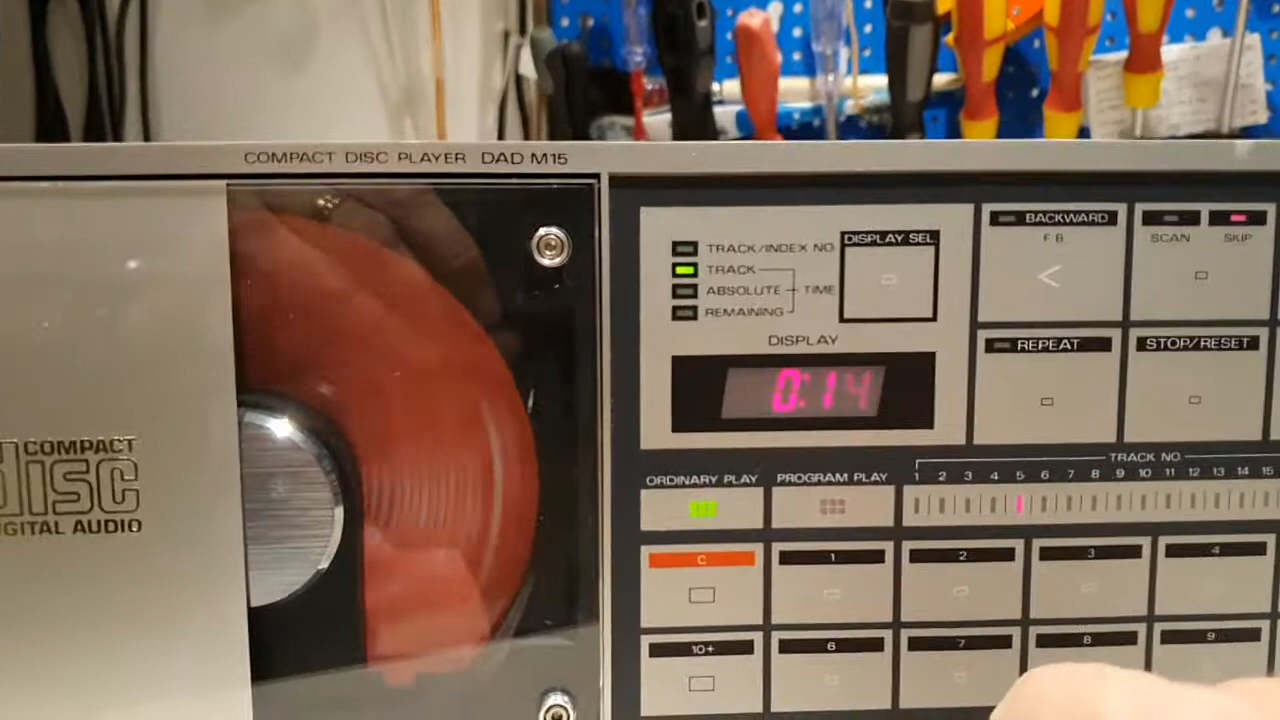 COMPACT DISC PLAYER DAD M15
COMPACT
disc
DIGITAL AUDIO
TRACK/INDEX NO
TRACK
ABSOLUTE
TIME
REMAINING
DISPLAY SEL.
DISPLAY
0:14
BACKWARD
F B
<
SCAN
SKIP
REPEAT
STOP/RESET
ORDINARY PLAY
PROGRAM PLAY
TRACK NO
1 2 3 4 5 6 7 8 9 10 11 12 13 14 15
C
1
2
3
4
10+
6
7
8
9